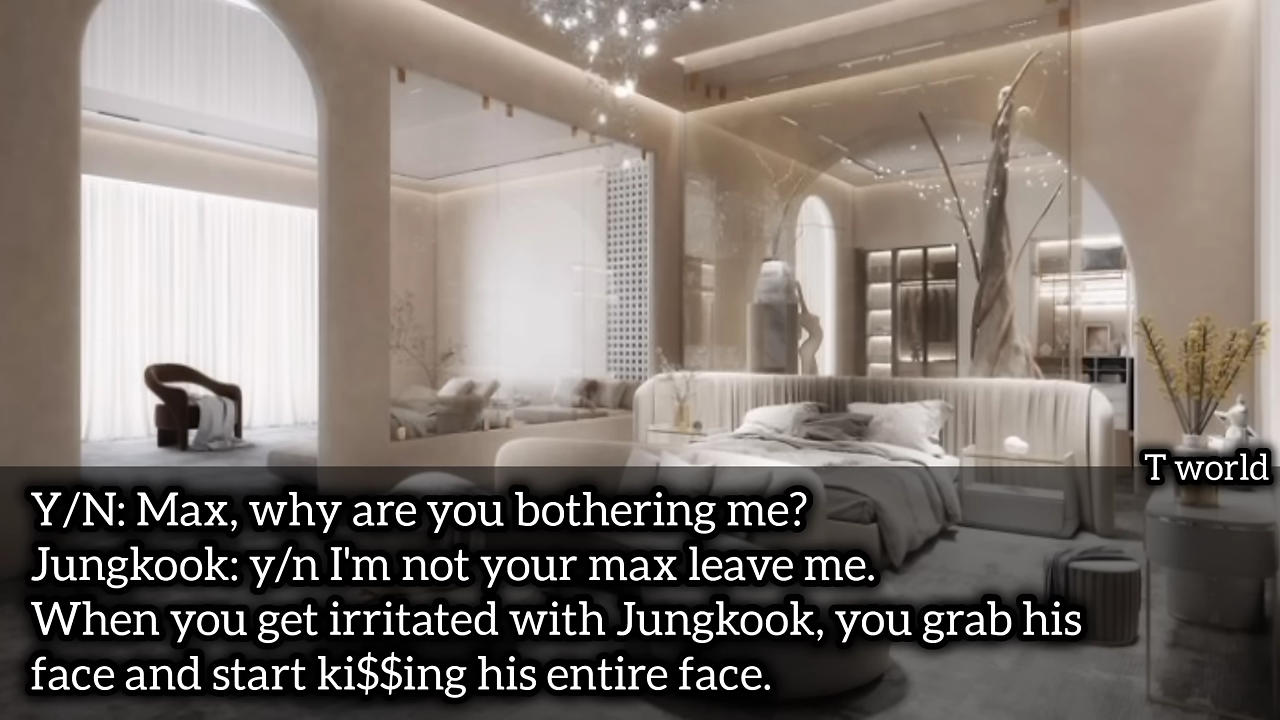 T world
Y/N: Max, why are you bothering me?
Jungkook: y/n I'm not your max leave me.
When you get irritated with Jungkook, you grab his
face and start ki$$ing his entire face.